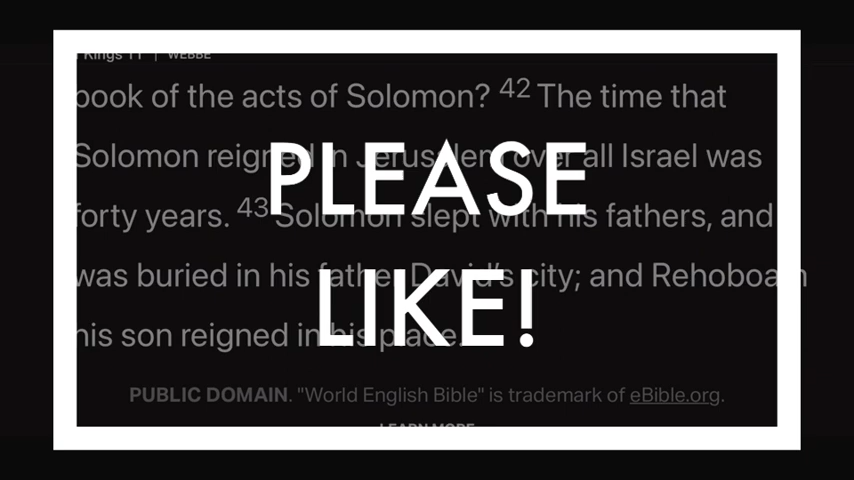 Kings 11 | WEBBE
book of the acts of Solomon? 42 The time that
Solomon reigned in Jerusalem over all Israel was
forty years. 43 Solomon slept with his fathers, and
was buried in his father David's city; and Rehoboam
his son reigned in his place.
PLEASE
LIKE!
PUBLIC DOMAIN. "World English Bible" is trademark of eBible.org.
LEARN MORE